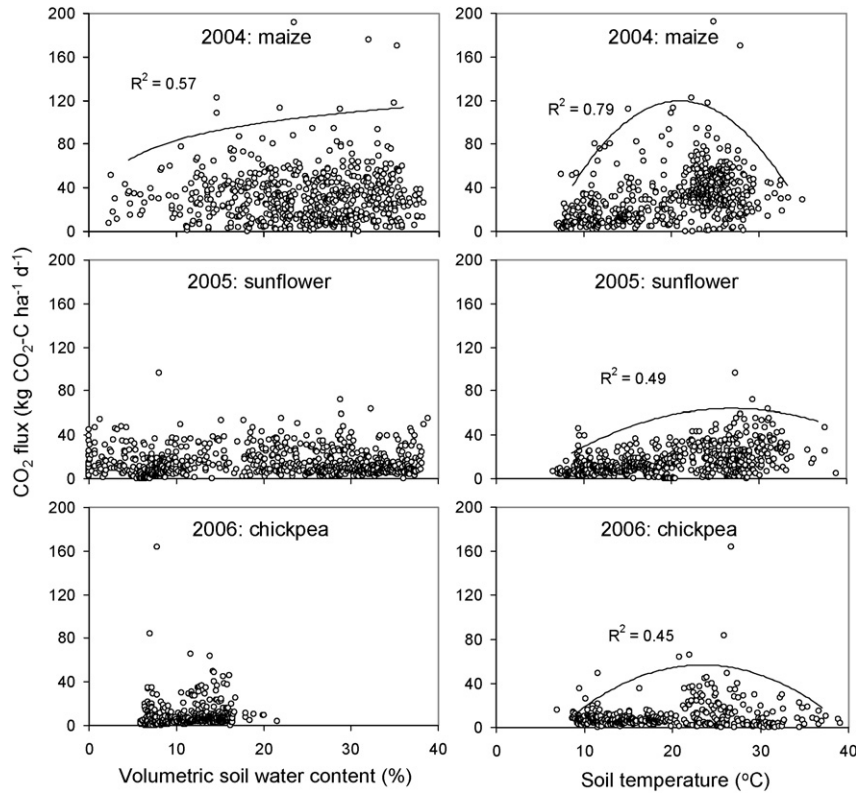 200
160
120
80
40
0
2004: maize
R² = 0.57
200
160
120
80
40
0
2004: maize
R² = 0.79
CO₂ flux (kg CO₂-C ha⁻¹ d⁻¹)
200
160
120
80
40
0
2005: sunflower
200
160
120
80
40
0
2005: sunflower
R² = 0.49
200
160
120
80
40
0
2006: chickpea
0 10 20 30 40
Volumetric soil water content (%)
200
160
120
80
40
0
2006: chickpea
R² = 0.45
0 10 20 30 40
Soil temperature (°C)